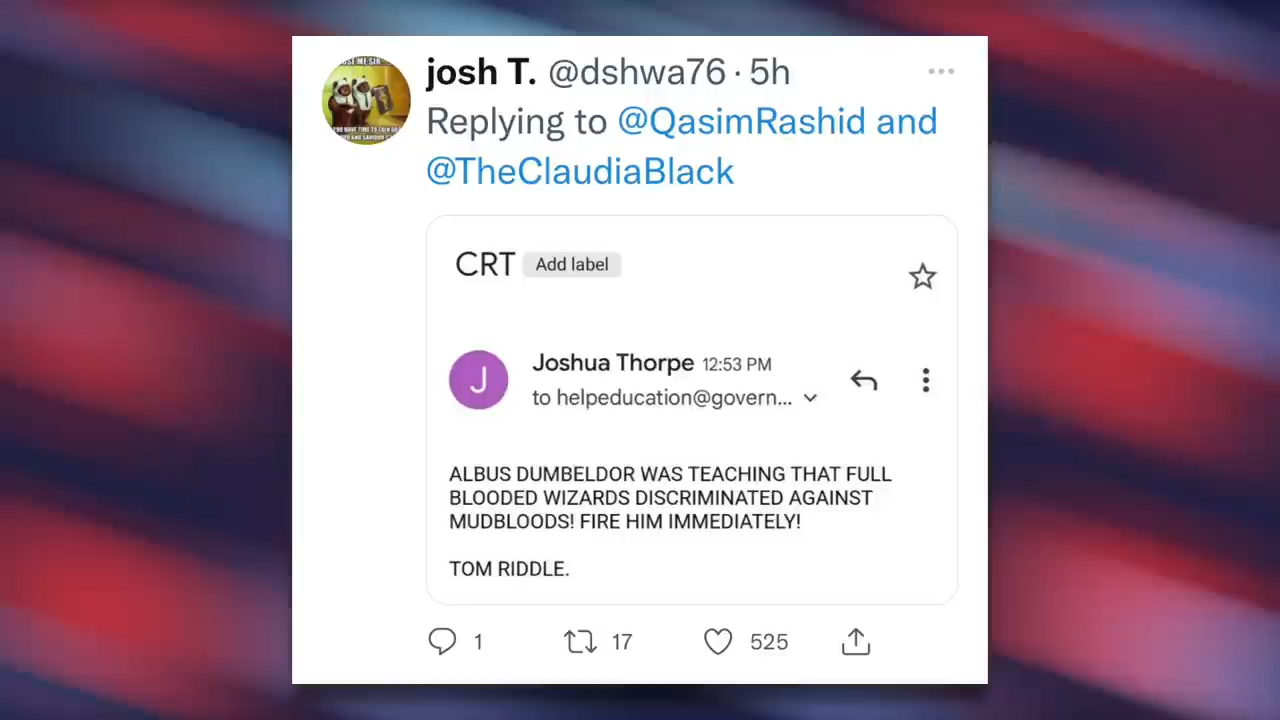 josh T. @dshwa76 · 5h
Replying to @QasimRashid and
@TheClaudiaBlack
CRT Add label
J
Joshua Thorpe 12:53 PM
to helpeducation@govern...
ALBUS DUMBELDOR WAS TEACHING THAT FULL
BLOODED WIZARDS DISCRIMINATED AGAINST
MUDBLOODS! FIRE HIM IMMEDIATELY!
TOM RIDDLE.
1 17 525